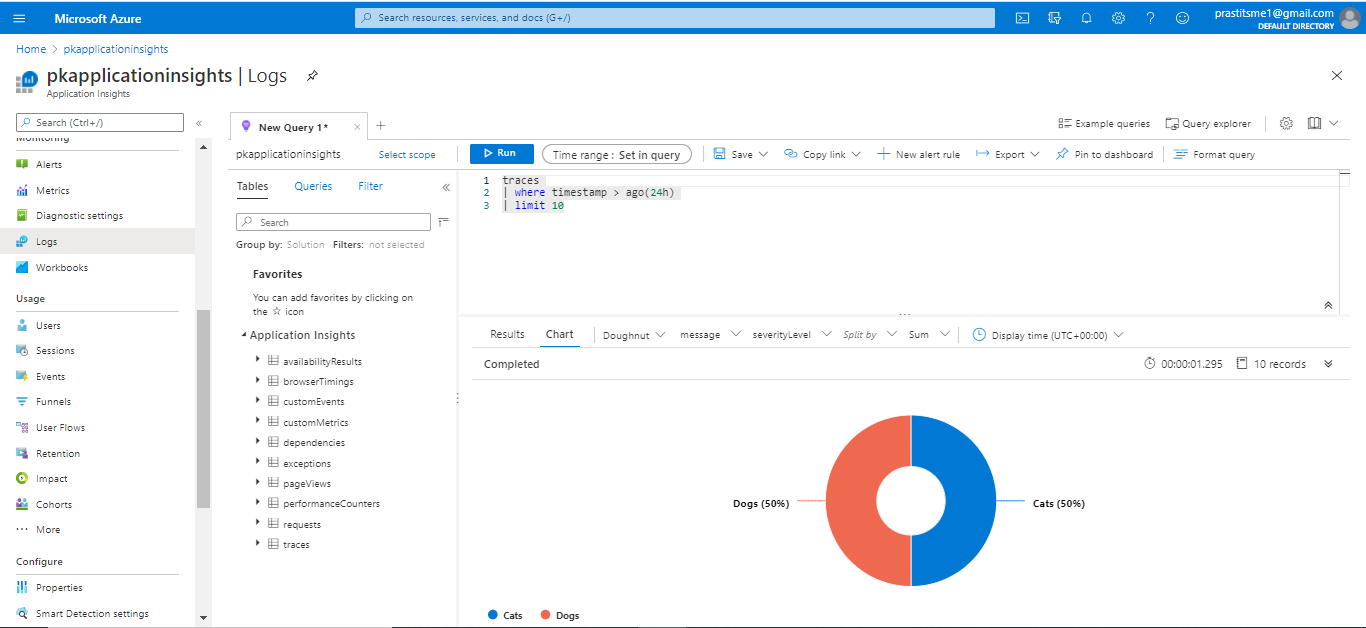 Microsoft Azure
Search resources, services, and docs (G+/)
prastitsme1@gmail.com
DEFAULT DIRECTORY
Home > pkapplicationinsights
pkapplicationinsights | Logs
Application Insights
Search (Ctrl+/)
«
Monitoring
Alerts
Metrics
Diagnostic settings
Logs
Workbooks
Usage
Users
Sessions
Events
Funnels
User Flows
Retention
Impact
Cohorts
More
Configure
Properties
Smart Detection settings
New Query 1*
Example queries
Query explorer
pkapplicationinsights
Select scope
Run
Time range : Set in query
Save
Copy link
New alert rule
Export
Pin to dashboard
Format query
Tables
Queries
Filter
«
Search
Group by: Solution Filters: not selected
Favorites
You can add favorites by clicking on
the ☆ icon
Application Insights
availabilityResults
browserTimings
customEvents
customMetrics
dependencies
exceptions
pageViews
performanceCounters
requests
traces
1 traces
2 | where timestamp > ago(24h)
3 | limit 10
...
Results
Chart
Doughnut
message
severityLevel
Split by
Sum
Display time (UTC+00:00)
Completed
00:00:01.295
10 records
Dogs (50%)
Cats (50%)
Cats
Dogs